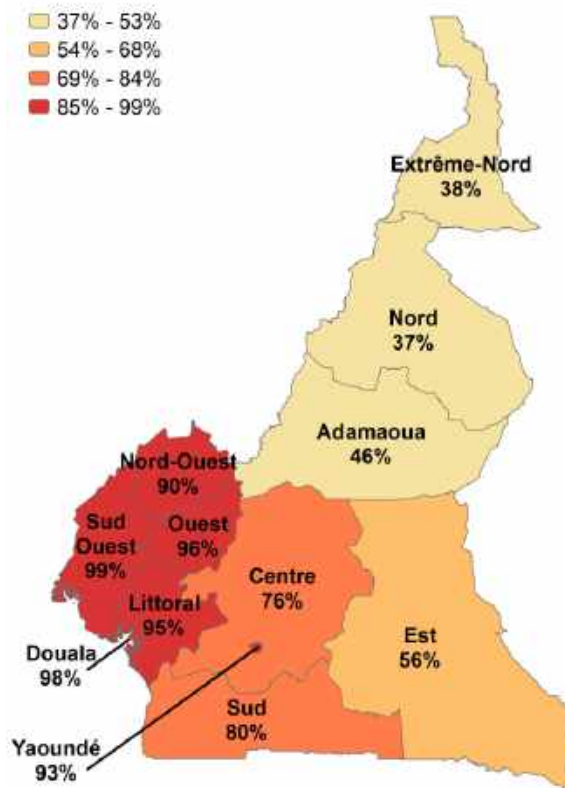 37% - 53%
54% - 68%
69% - 84%
85% - 99%
Extrême-Nord
38%
Nord
37%
Adamaoua
46%
Nord-Ouest
90%
Sud
Ouest
99%
Ouest
96%
Centre
76%
Littoral
95%
Est
56%
Douala
98%
Sud
80%
Yaoundé
93%